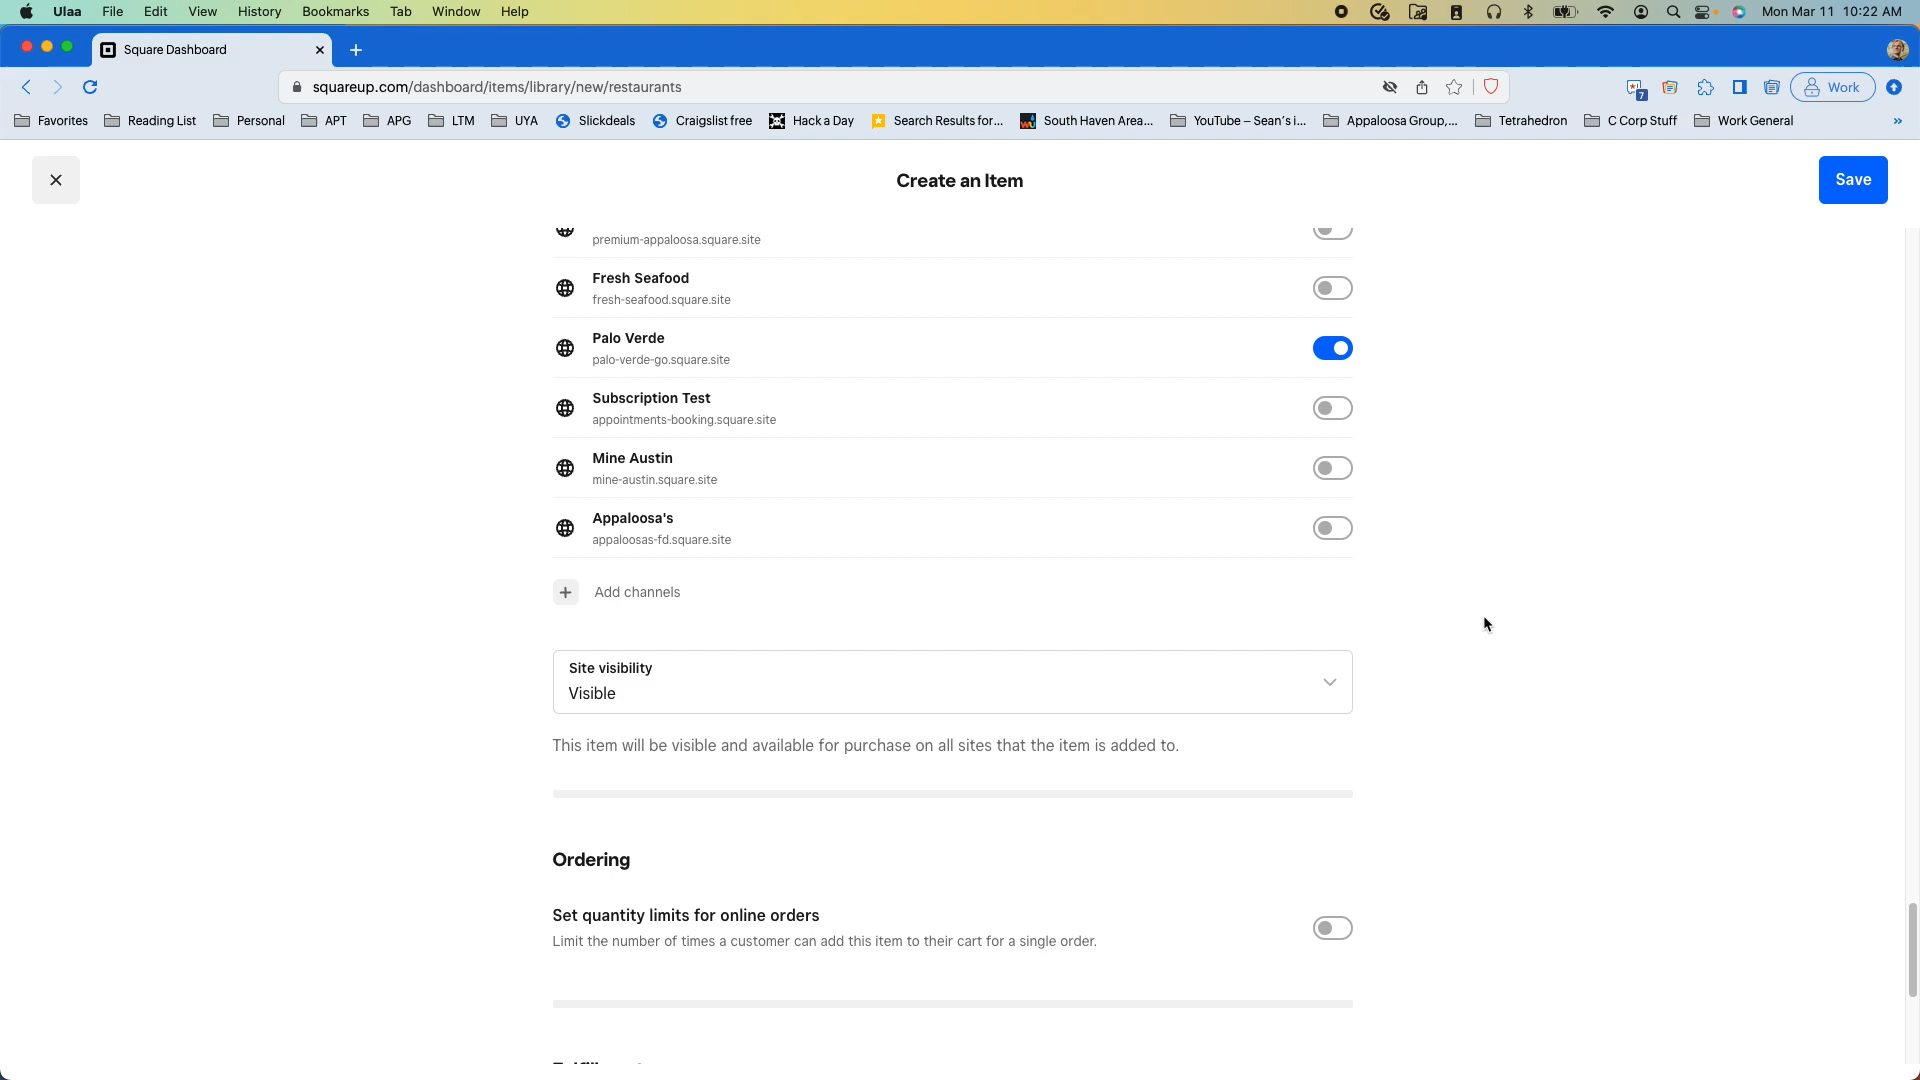 Ulaa File Edit View History Bookmarks Tab Window Help Mon Mar 11 10:22 AM
Square Dashboard
squareup.com/dashboard/items/library/new/restaurants 7 Work
Favorites Reading List Personal APT APG LTM UYA Slickdeals Craigslist free Hack a Day Search Results for... South Haven Area... YouTube – Sean's i... Appaloosa Group,... Tetrahedron C Corp Stuff Work General »
Create an Item
Save
premium-appaloosa.square.site
Fresh Seafood
fresh-seafood.square.site
Palo Verde
palo-verde-go.square.site
Subscription Test
appointments-booking.square.site
Mine Austin
mine-austin.square.site
Appaloosa's
appaloosas-fd.square.site
Add channels
Site visibility
Visible
This item will be visible and available for purchase on all sites that the item is added to.
Ordering
Set quantity limits for online orders
Limit the number of times a customer can add this item to their cart for a single order.